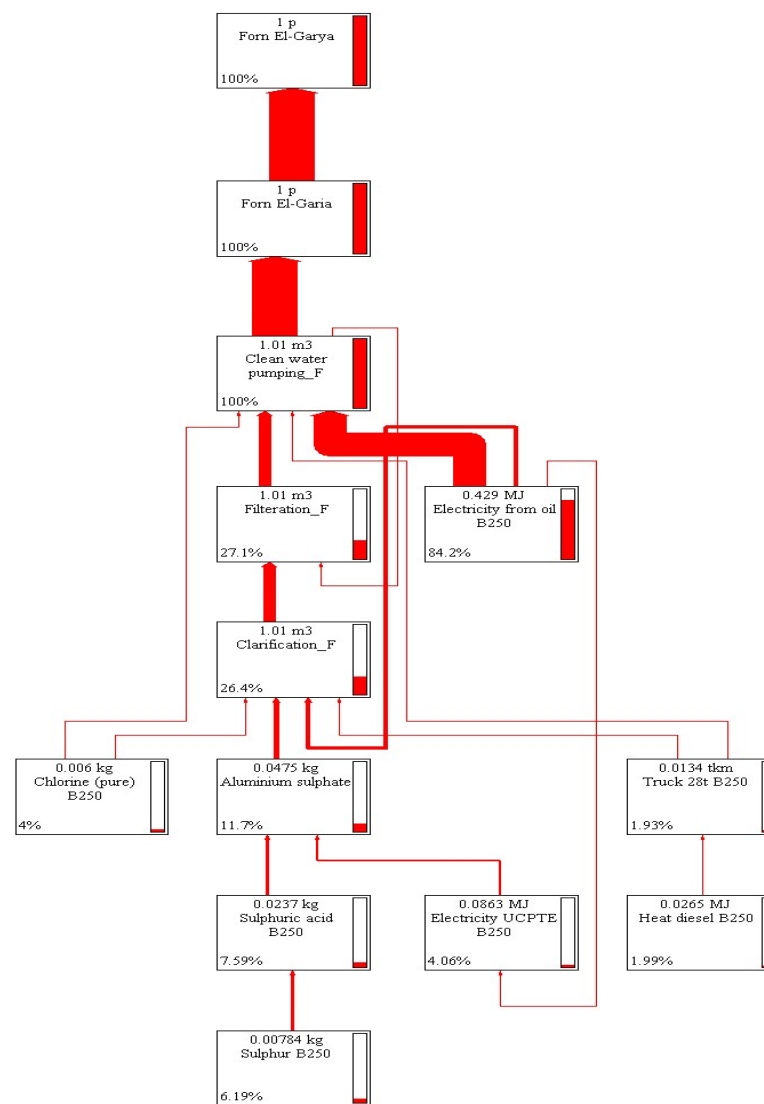 1 p
Forn El-Garya
100%
1 p
Forn El-Garia
100%
1.01 m3
Clean water
pumping_F
100%
1.01 m3
Filteration_F
27.1%
0.429 MJ
Electricity from oil
B250
84.2%
1.01 m3
Clarification_F
26.4%
0.006 kg
Chlorine (pure)
B250
4%
0.0475 kg
Aluminium sulphate
11.7%
0.0134 tkm
Truck 28t B250
1.93%
0.0237 kg
Sulphuric acid
B250
7.59%
0.0863 MJ
Electricity UCPTE
B250
4.06%
0.0265 MJ
Heat diesel B250
1.99%
0.00784 kg
Sulphur B250
6.19%